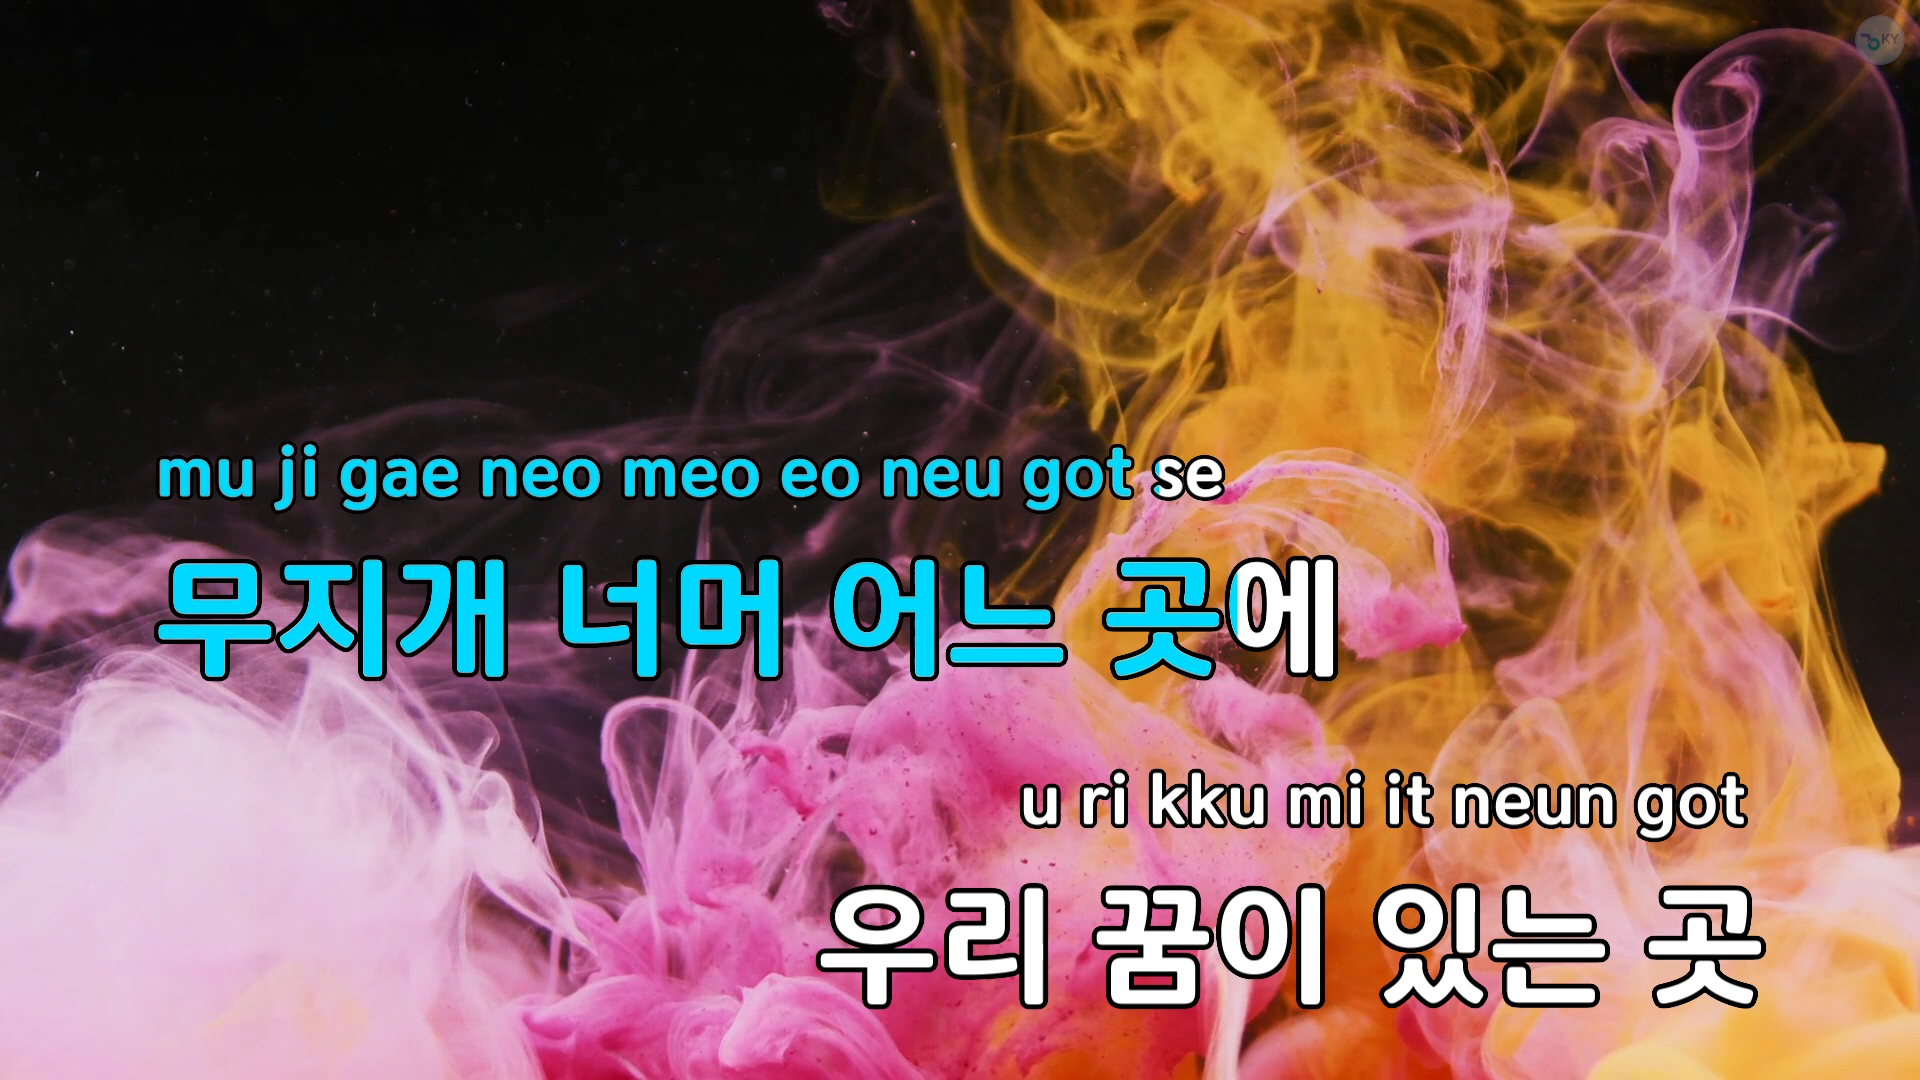 KY
mu ji gae neo meo eo neu got se
무지개 너머 어느 곳에
u ri kku mi it neun got
우리 꿈이 있는 곳